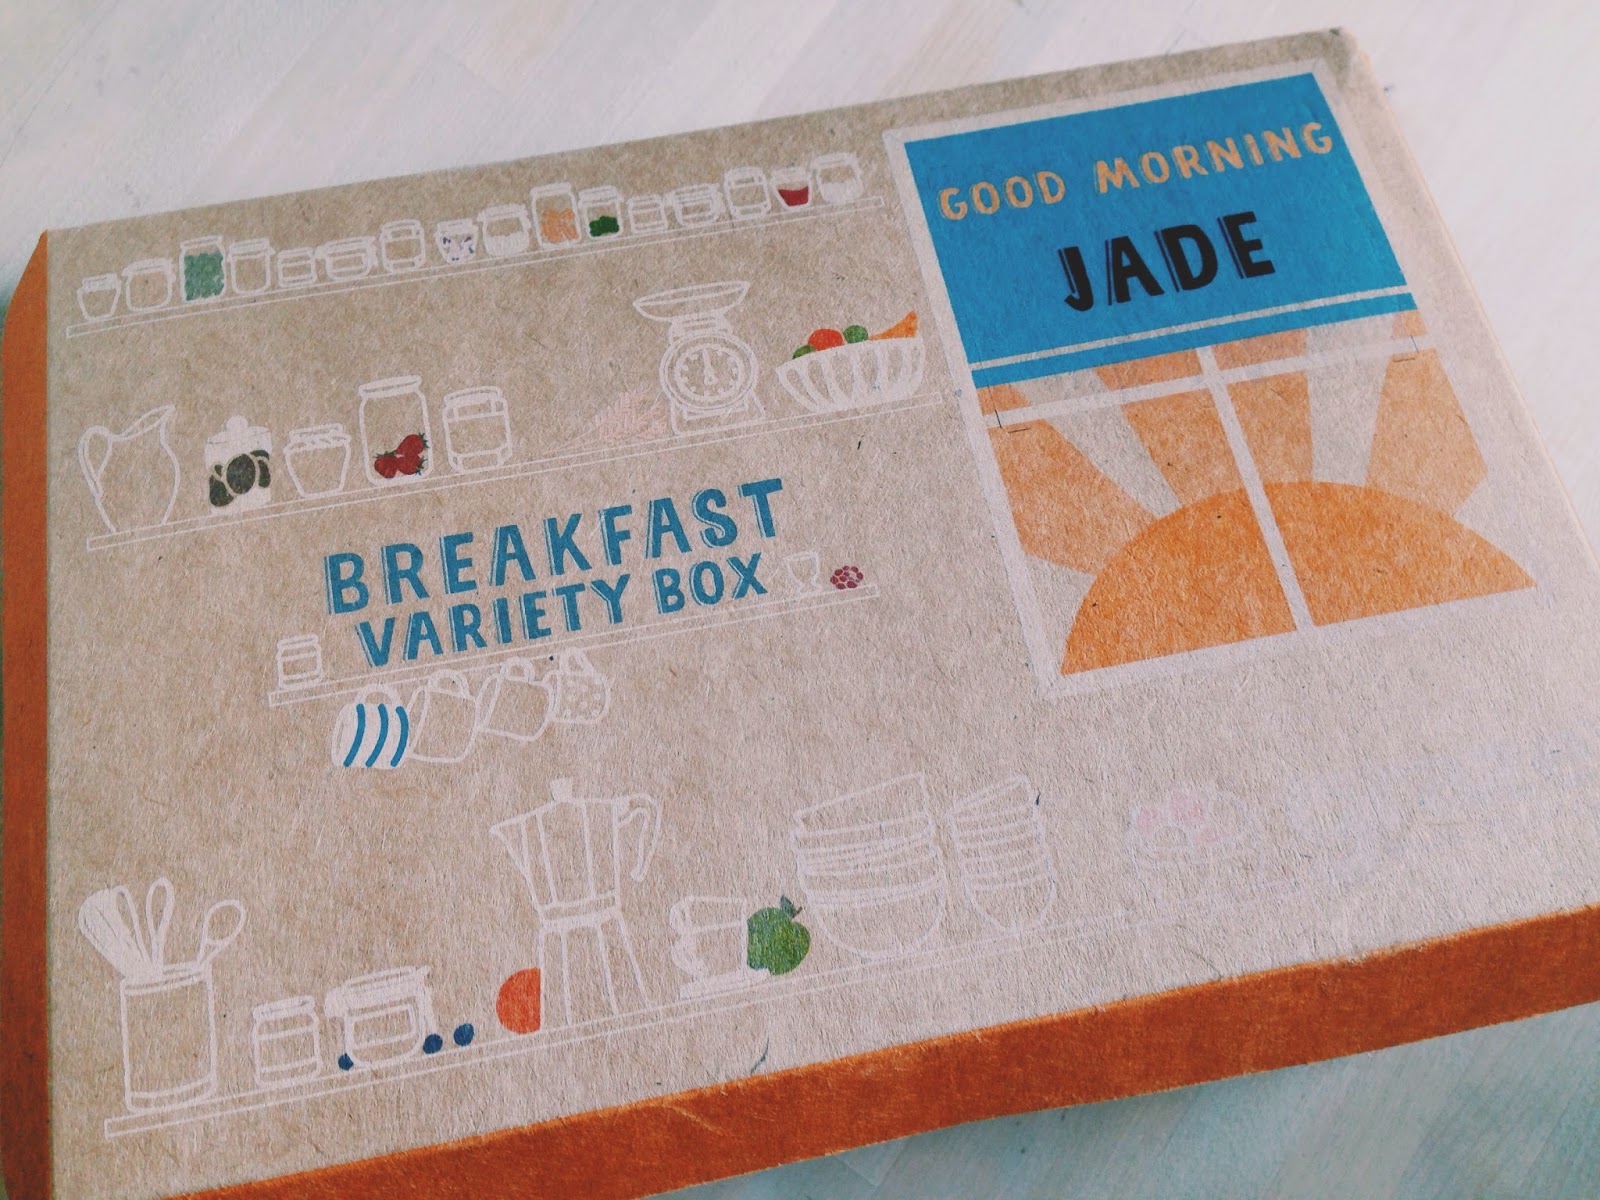 GOOD MORNING
JADE
BREAKFAST
VARIETY BOX